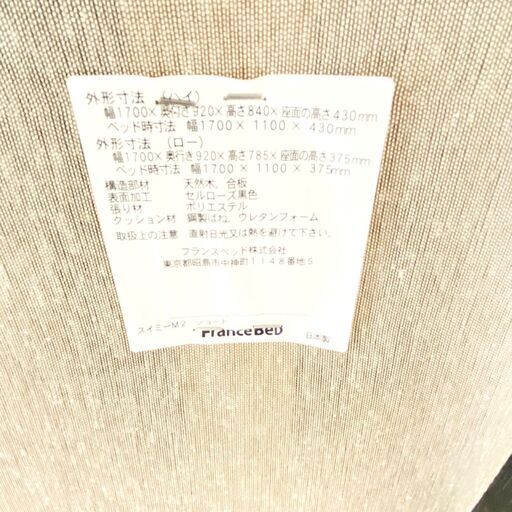 外形寸法 (ハイ)
幅1700×奥行き920×高さ840×座面の高さ430mm
ベッド時寸法 幅1700×1100×430mm
外形寸法 (ロー)
幅1700×奥行き920×高さ785×座面の高さ375mm
ベッド時寸法 幅1700×1100×375mm
構造部材 天然木、合板
表面加工 セルローズ黒色
張り材 ポリエステル
クッション材 鋼製ばね、ウレタンフォーム
取扱上の注意 直射日光又は熱を避けて下さい。
フランスベッド株式会社
東京都昭島市中神町1148番地5
スイミーM2 ショート
FranceBeD 日本製